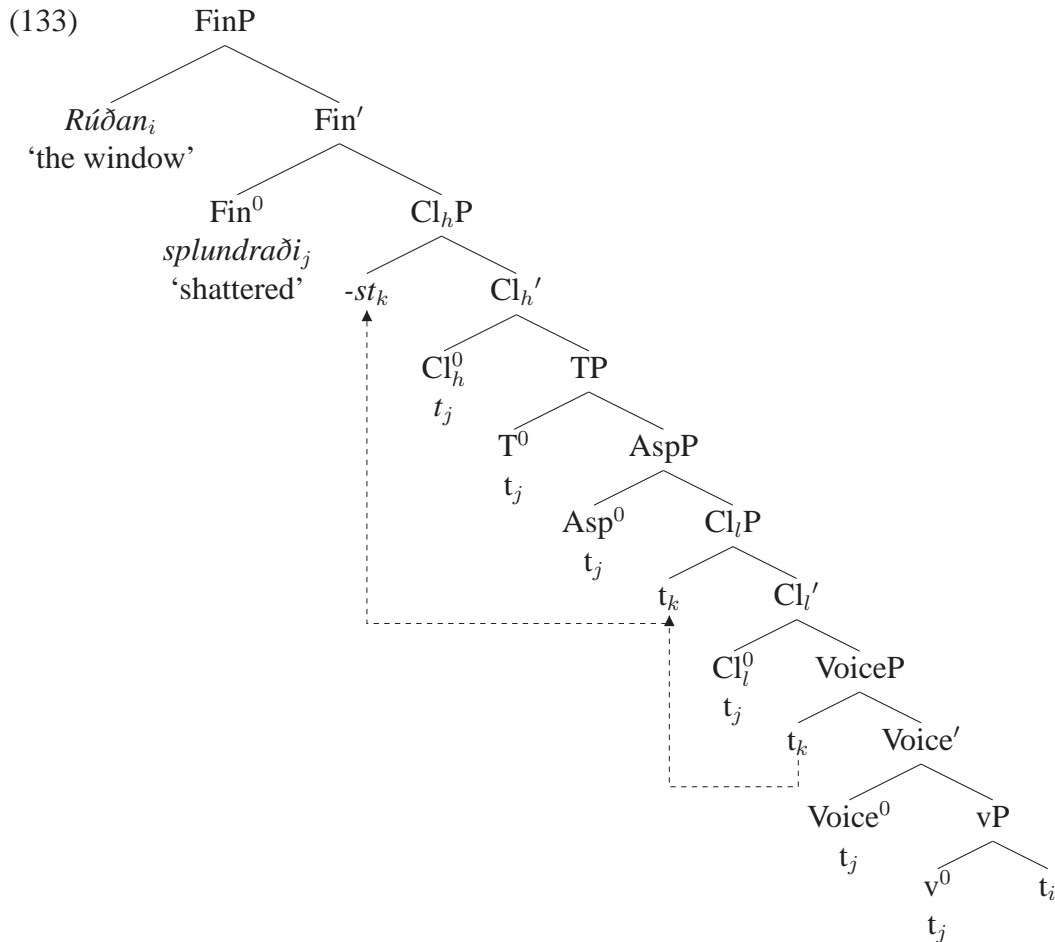 (133) FinP
Rúðanᵢ Fin′
‘the window’
Fin⁰ ClₕP
splundraðiⱼ
‘shattered’ -stₖ Clₕ′
Clₕ⁰ TP
tⱼ
T⁰ AspP
tⱼ
Asp⁰ ClₗP
tⱼ
tₖ Clₗ′
Clₗ⁰ VoiceP
tⱼ
tₖ Voice′
Voice⁰ vP
tⱼ
v⁰ tᵢ
tⱼ